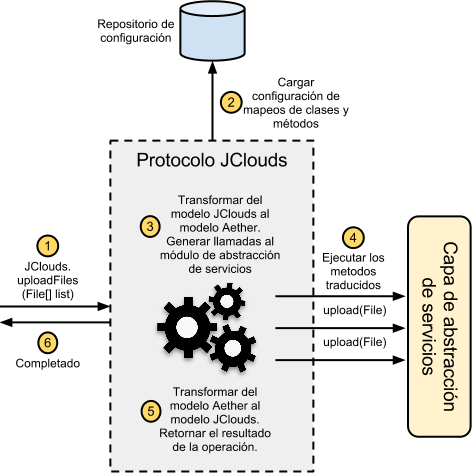 Repositorio de
configuración
2
Cargar
configuración de
mapeos de clases y
métodos
Protocolo JClouds
1
JClouds.
uploadFiles
(File[] list)
6
Completado
3
Transformar del
modelo JClouds al
modelo Aether.
Generar llamadas al
módulo de abstracción
de servicios
5
Transformar del
modelo Aether al
modelo JClouds.
Retornar el resultado
de la operación.
4
Ejecutar los
metodos
traducidos
upload(File)
upload(File)
Capa de abstracción
de servicios